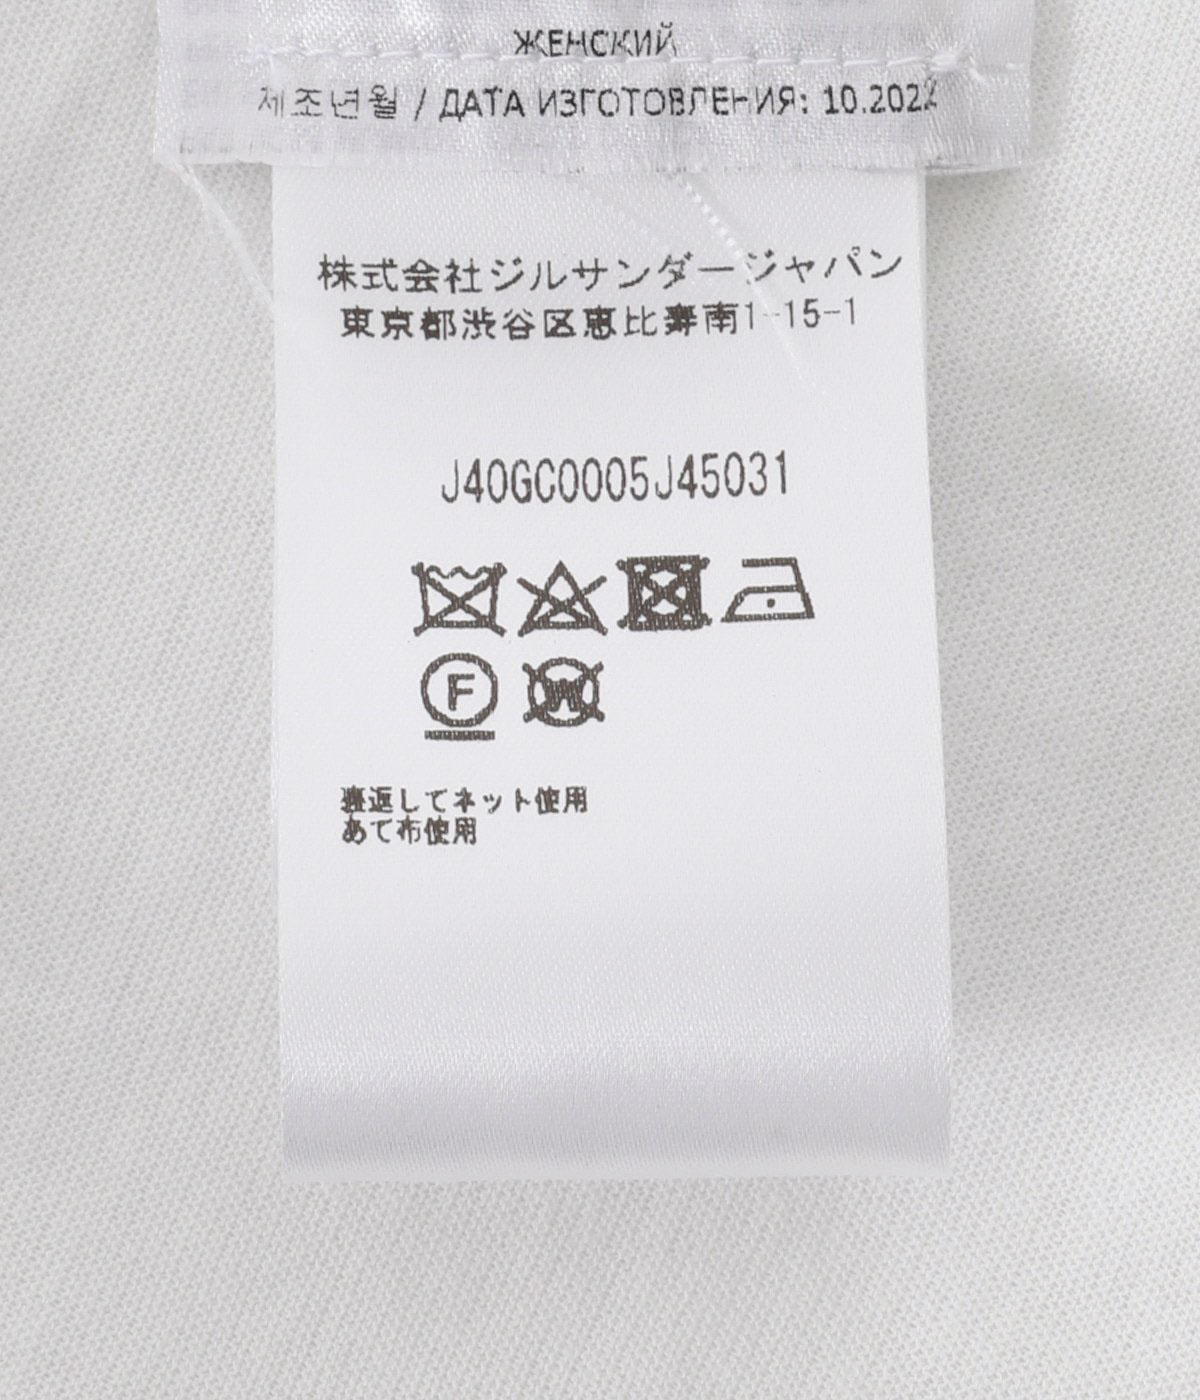 ЖЕНСКИЙ
제조년월 / ДАТА ИЗГОТОВЛЕНИЯ: 10.2022
株式会社ジルサンダージャパン
東京都渋谷区恵比寿南1-15-1
J40GC0005J45031
F
W
裏返してネット使用
あて布使用